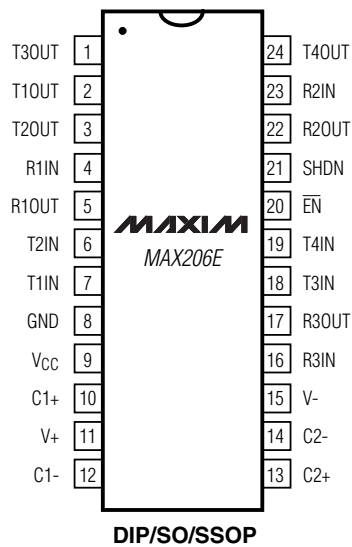 T3OUT 1 24 T4OUT
T1OUT 2 23 R2IN
T2OUT 3 22 R2OUT
R1IN 4 21 SHDN
R1OUT 5 20 E̅N̅
MAXIM
T2IN 6 19 T4IN
MAX206E
T1IN 7 18 T3IN
GND 8 17 R3OUT
VCC 9 16 R3IN
C1+ 10 15 V-
V+ 11 14 C2-
C1- 12 13 C2+
DIP/SO/SSOP